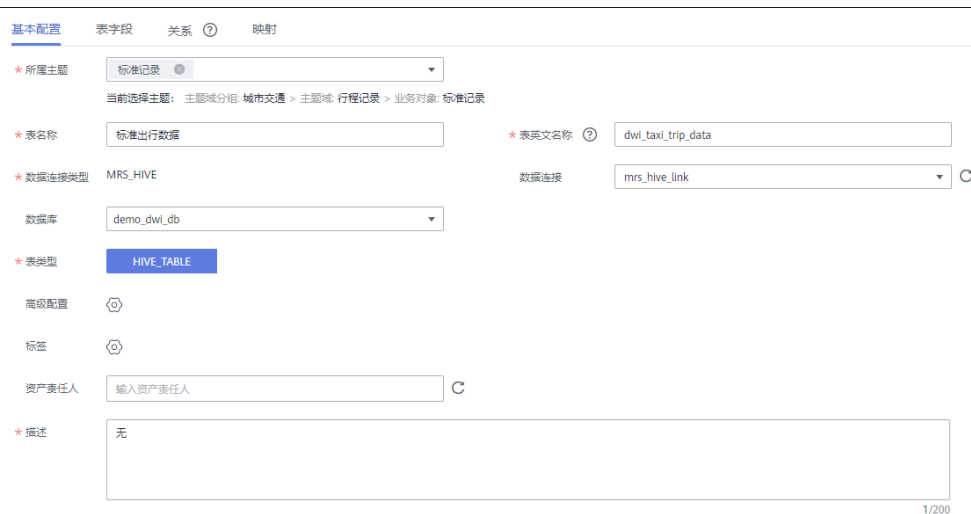 基本配置 表字段 关系 ? 映射
* 所属主题 标准记录
当前选择主题： 主题域分组: 城市交通 > 主题域: 行程记录 > 业务对象: 标准记录
* 表名称 标准出行数据 * 表英文名称 ? dwi_taxi_trip_data
* 数据连接类型 MRS_HIVE 数据连接 mrs_hive_link
数据库 demo_dwi_db
* 表类型 HIVE_TABLE
高级配置
标签
资产责任人 输入资产责任人
* 描述 无
1/200